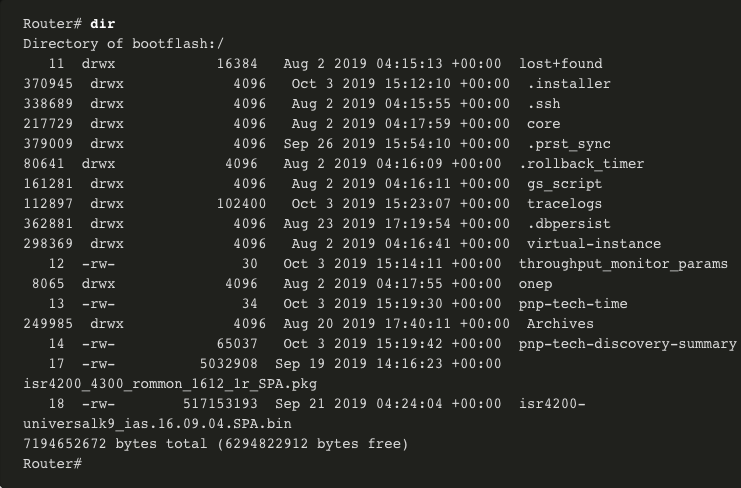 Router# dir
Directory of bootflash:/
11 drwx 16384 Aug 2 2019 04:15:13 +00:00 lost+found
370945 drwx 4096 Oct 3 2019 15:12:10 +00:00 .installer
338689 drwx 4096 Aug 2 2019 04:15:55 +00:00 .ssh
217729 drwx 4096 Aug 2 2019 04:17:59 +00:00 core
379009 drwx 4096 Sep 26 2019 15:54:10 +00:00 .prst_sync
80641 drwx 4096 Aug 2 2019 04:16:09 +00:00 .rollback_timer
161281 drwx 4096 Aug 2 2019 04:16:11 +00:00 gs_script
112897 drwx 102400 Oct 3 2019 15:23:07 +00:00 tracelogs
362881 drwx 4096 Aug 23 2019 17:19:54 +00:00 .dbpersist
298369 drwx 4096 Aug 2 2019 04:16:41 +00:00 virtual-instance
12 -rw- 30 Oct 3 2019 15:14:11 +00:00 throughput_monitor_params
8065 drwx 4096 Aug 2 2019 04:17:55 +00:00 onep
13 -rw- 34 Oct 3 2019 15:19:30 +00:00 pnp-tech-time
249985 drwx 4096 Aug 20 2019 17:40:11 +00:00 Archives
14 -rw- 65037 Oct 3 2019 15:19:42 +00:00 pnp-tech-discovery-summary
17 -rw- 5032908 Sep 19 2019 14:16:23 +00:00
isr4200_4300_rommon_1612_1r_SPA.pkg
18 -rw- 517153193 Sep 21 2019 04:24:04 +00:00 isr4200-
universalk9_ias.16.09.04.SPA.bin
7194652672 bytes total (6294822912 bytes free)
Router#